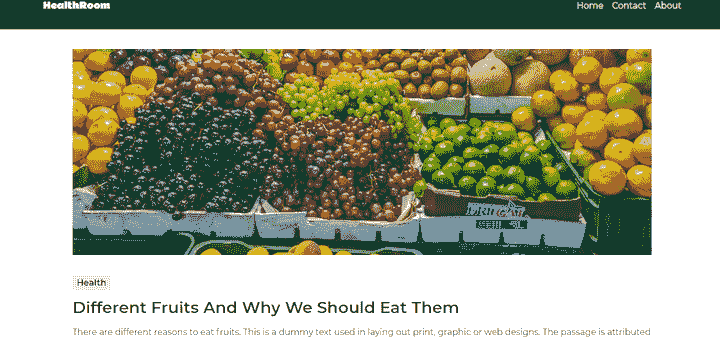 HealthRoom
Home Contact About
Health
Different Fruits And Why We Should Eat Them
There are different reasons to eat fruits. This is a dummy text used in laying out print, graphic or web designs. The passage is attributed